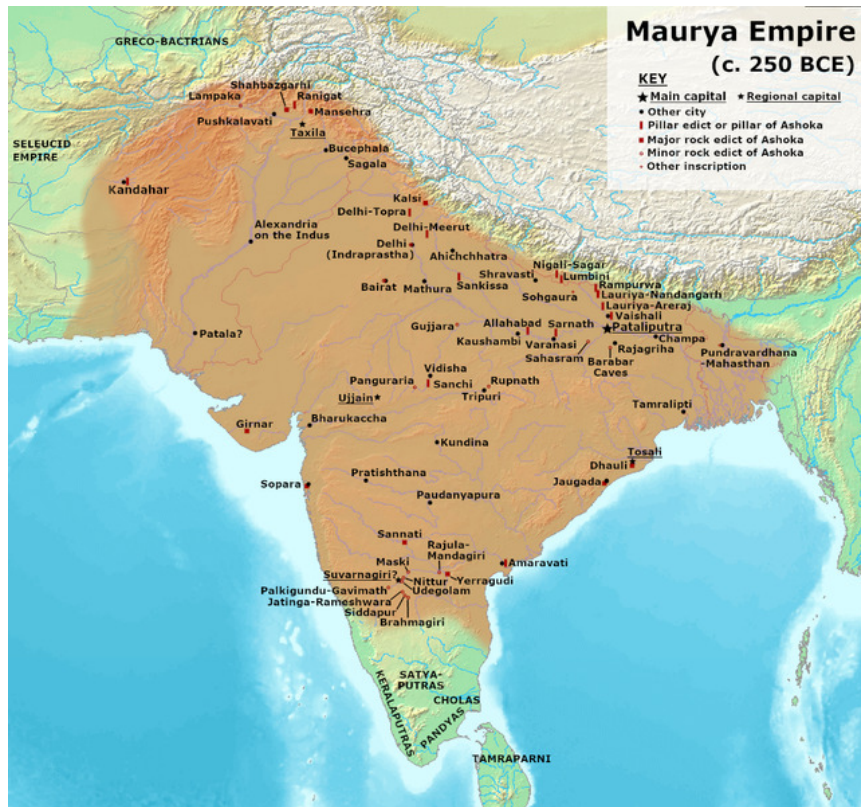 Maurya Empire
(c. 250 BCE)
KEY
Main capital
Regional capital
Other city
Pillar edict or pillar of Ashoka
Major rock edict of Ashoka
Minor rock edict of Ashoka
Other inscription
GRECO-BACTRIANS
Shahbazgarhi
Lampaka
Ranigat
Pushkalavati
Mansehra
Taxila
SELEUCID
EMPIRE
Bucephala
Sagala
Kandahar
Kalsi
Delhi-Topra
Alexandria
on the Indus
Delhi-Meerut
Delhi
(Indraprastha)
Ahichchhatra
Nigali-Sagar
Shravasti
Lumbini
Bairat
Mathura
Sankissa
Sohgaura
Rampurwa
Lauriya-Nandangarh
Lauriya-Areraj
Vaishali
Patala?
Gujjara
Allahabad
Sarnath
Pataliputra
Kaushambi
Varanasi
Champa
Sahasram
Rajagriha
Pundravardhana
-Mahasthan
Barabar
Caves
Vidisha
Panguraria
Sanchi
Rupnath
Tripuri
Ujjain
Tamralipti
Girnar
Bharukaccha
Kundina
Tosali
Dhauli
Sopara
Pratishthana
Jaugada
Paudanyapura
Sannati
Rajula-
Mandagiri
Maski
Amaravati
Suvarnagiri?
Nittur
Yerragudi
Palkigundu-Gavimath
Udegolam
Jatinga-Rameshwara
Siddapur
Brahmagiri
SATYA-
PUTRAS
CHOLAS
KERALAPUTRAS
PANDYAS
TAMRAPARNI